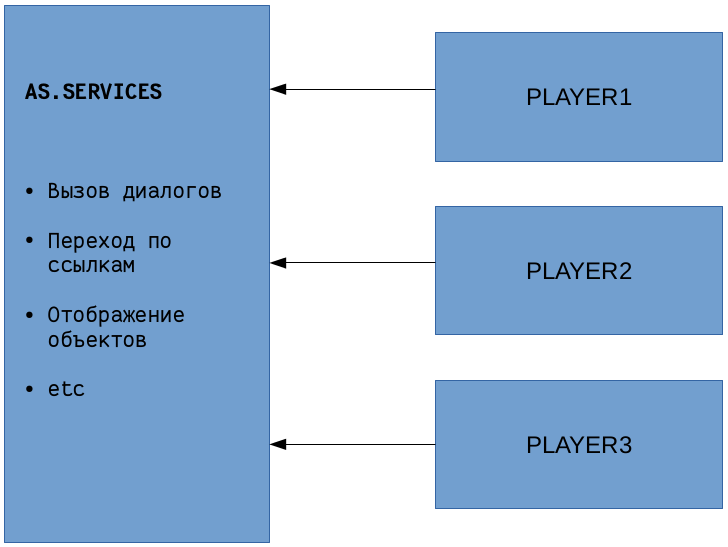 AS.SERVICES
• Вызов диалогов
• Переход по
ссылкам
• Отображение
объектов
• etc
PLAYER1
PLAYER2
PLAYER3